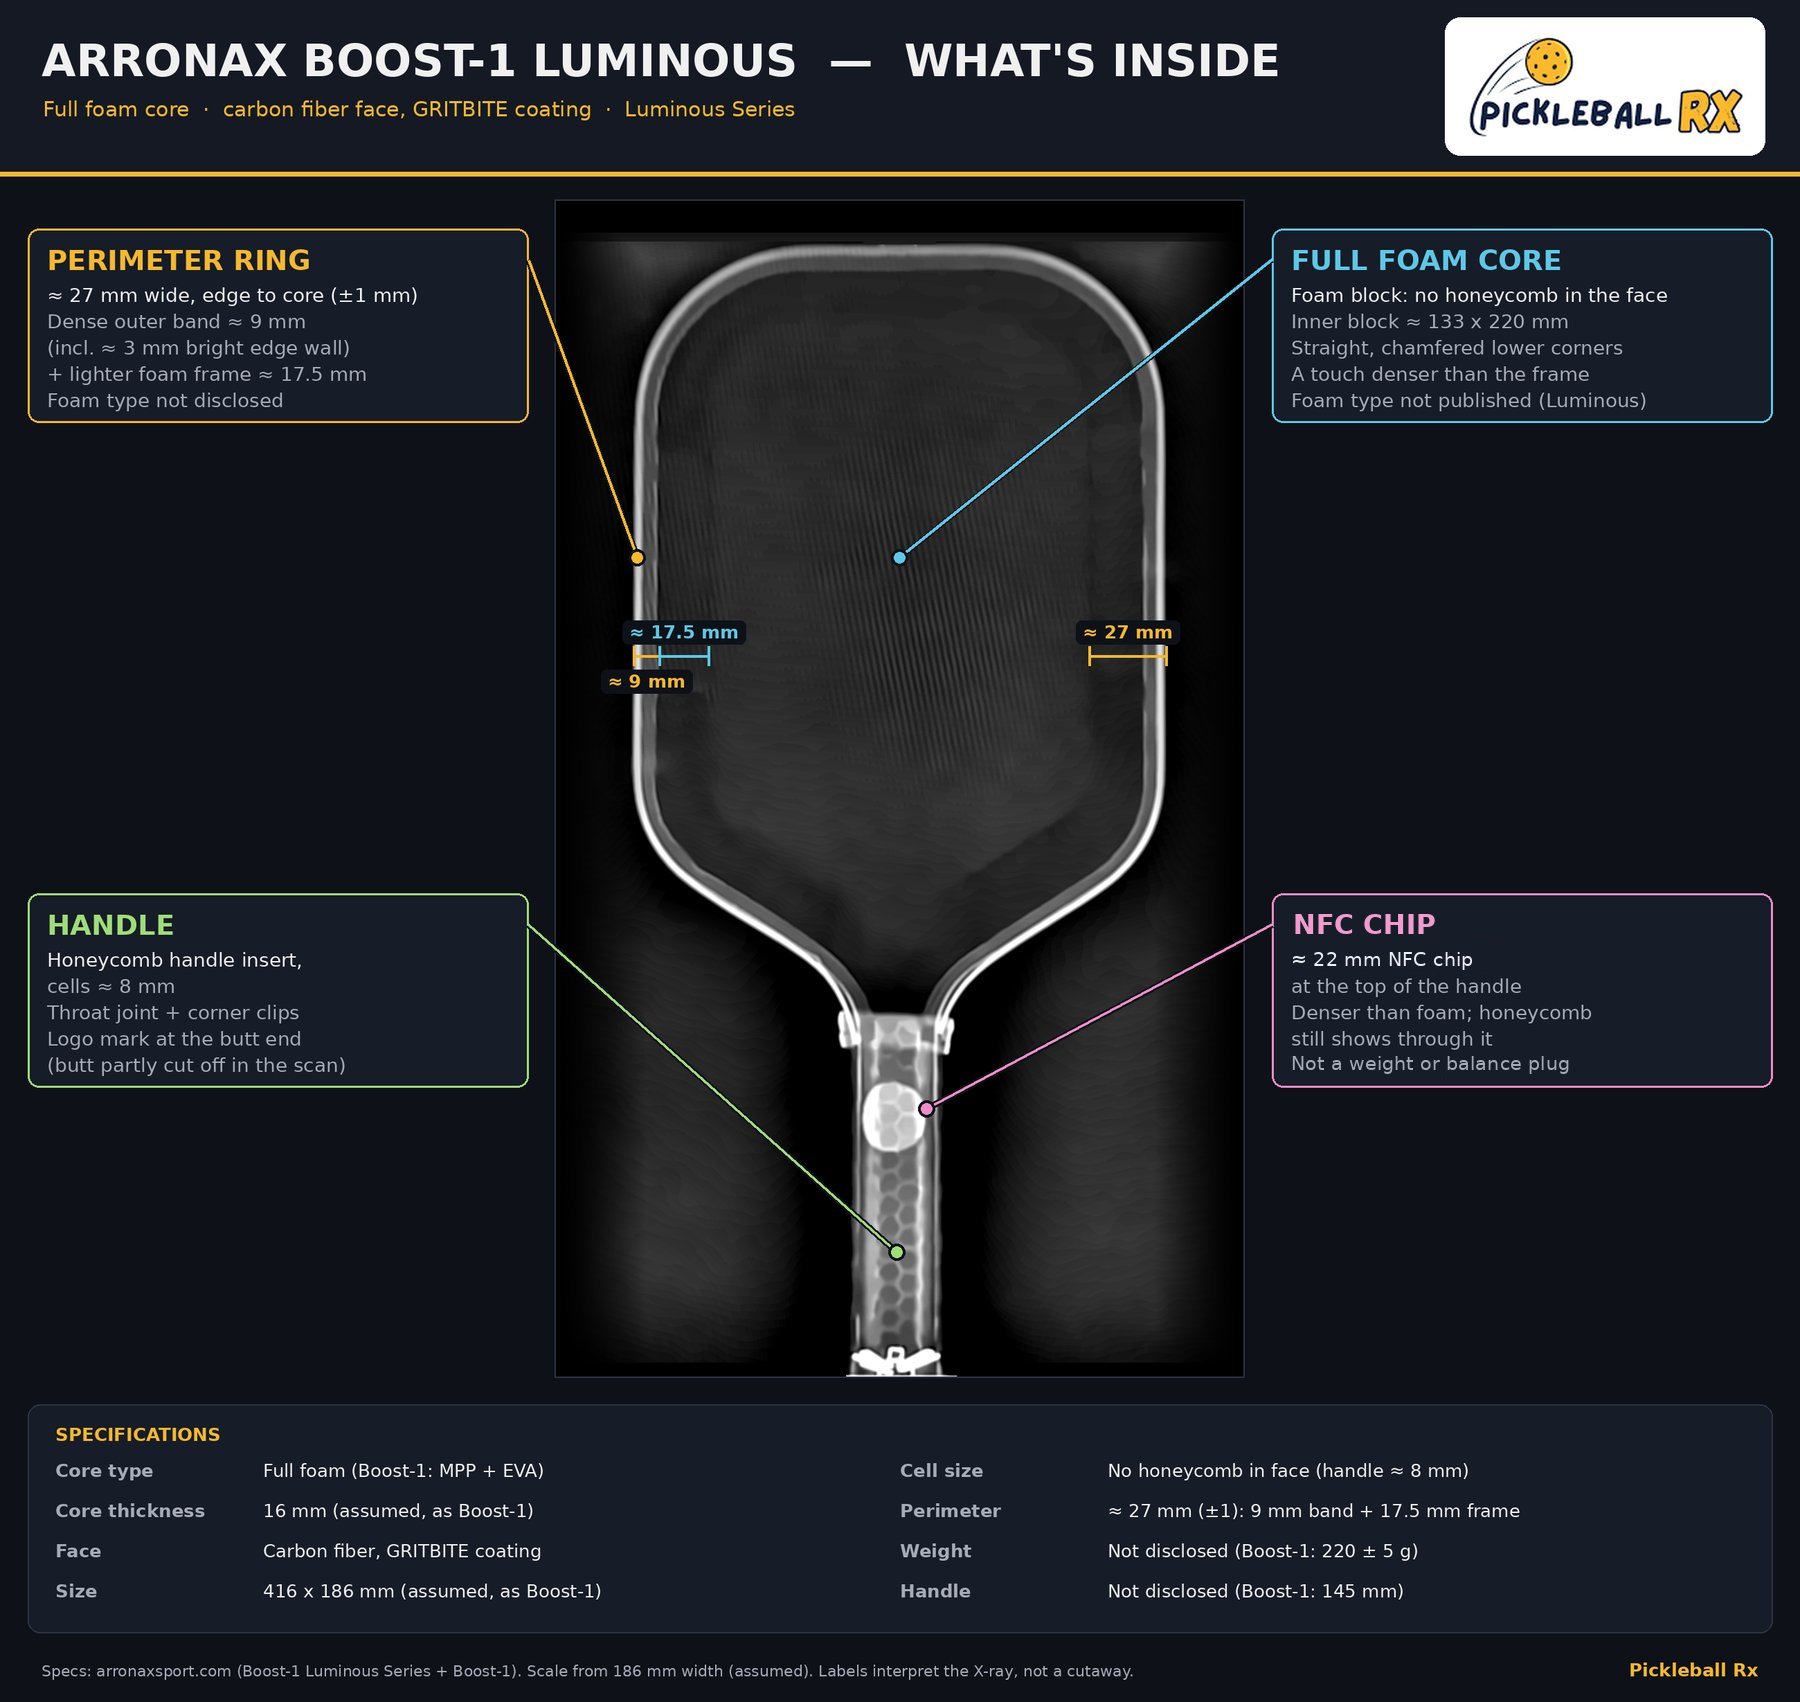 ARRONAX BOOST-1 LUMINOUS — WHAT'S INSIDE
Full foam core · carbon fiber face, GRITBITE coating · Luminous Series
PICKLEBALL RX
PERIMETER RING
≈ 27 mm wide, edge to core (±1 mm)
Dense outer band ≈ 9 mm
(incl. ≈ 3 mm bright edge wall)
+ lighter foam frame ≈ 17.5 mm
Foam type not disclosed
FULL FOAM CORE
Foam block: no honeycomb in the face
Inner block ≈ 133 x 220 mm
Straight, chamfered lower corners
A touch denser than the frame
Foam type not published (Luminous)
≈ 17.5 mm
≈ 27 mm
≈ 9 mm
HANDLE
Honeycomb handle insert,
cells ≈ 8 mm
Throat joint + corner clips
Logo mark at the butt end
(butt partly cut off in the scan)
NFC CHIP
≈ 22 mm NFC chip
at the top of the handle
Denser than foam; honeycomb
still shows through it
Not a weight or balance plug
SPECIFICATIONS
Core type Full foam (Boost-1: MPP + EVA)
Cell size No honeycomb in face (handle ≈ 8 mm)
Core thickness 16 mm (assumed, as Boost-1)
Perimeter ≈ 27 mm (±1): 9 mm band + 17.5 mm frame
Face Carbon fiber, GRITBITE coating
Weight Not disclosed (Boost-1: 220 ± 5 g)
Size 416 x 186 mm (assumed, as Boost-1)
Handle Not disclosed (Boost-1: 145 mm)
Specs: arronaxsport.com (Boost-1 Luminous Series + Boost-1). Scale from 186 mm width (assumed). Labels interpret the X-ray, not a cutaway.
Pickleball Rx